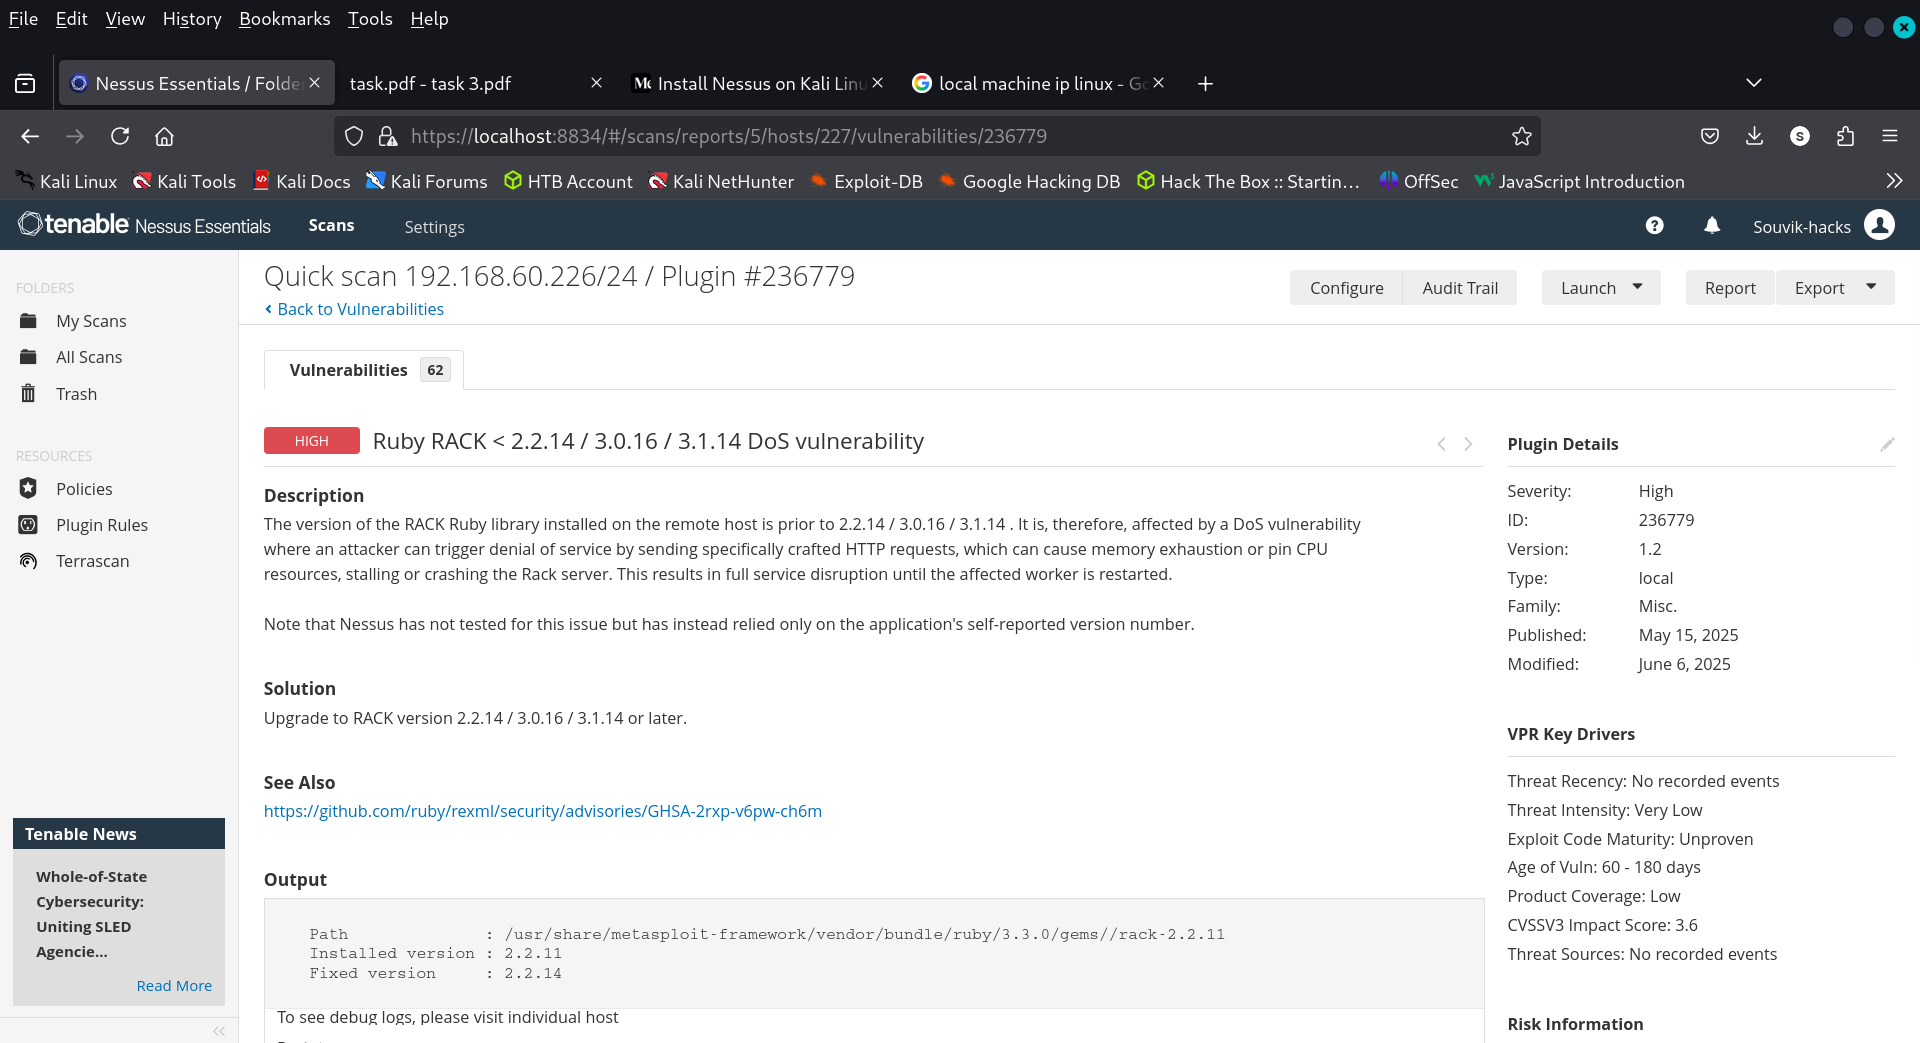 File Edit View History Bookmarks Tools Help
Nessus Essentials / Folde
task.pdf - task 3.pdf
Install Nessus on Kali Linu
local machine ip linux - Go
https://localhost:8834/#/scans/reports/5/hosts/227/vulnerabilities/236779
S
Kali Linux Kali Tools Kali Docs Kali Forums HTB Account Kali NetHunter Exploit-DB Google Hacking DB Hack The Box :: Startin… OffSec JavaScript Introduction
tenable Nessus Essentials Scans Settings Souvik-hacks
FOLDERS
My Scans
All Scans
Trash
RESOURCES
Policies
Plugin Rules
Terrascan
Tenable News
Whole-of-State
Cybersecurity:
Uniting SLED
Agencie...
Read More
Quick scan 192.168.60.226/24 / Plugin #236779
Back to Vulnerabilities
Configure Audit Trail Launch Report Export
Vulnerabilities 62
HIGH Ruby RACK < 2.2.14 / 3.0.16 / 3.1.14 DoS vulnerability
Description
The version of the RACK Ruby library installed on the remote host is prior to 2.2.14 / 3.0.16 / 3.1.14 . It is, therefore, affected by a DoS vulnerability
where an attacker can trigger denial of service by sending specifically crafted HTTP requests, which can cause memory exhaustion or pin CPU
resources, stalling or crashing the Rack server. This results in full service disruption until the affected worker is restarted.
Note that Nessus has not tested for this issue but has instead relied only on the application's self-reported version number.
Solution
Upgrade to RACK version 2.2.14 / 3.0.16 / 3.1.14 or later.
See Also
https://github.com/ruby/rexml/security/advisories/GHSA-2rxp-v6pw-ch6m
Output
Path : /usr/share/metasploit-framework/vendor/bundle/ruby/3.3.0/gems//rack-2.2.11
Installed version : 2.2.11
Fixed version : 2.2.14
To see debug logs, please visit individual host
Plugin Details
Severity: High
ID: 236779
Version: 1.2
Type: local
Family: Misc.
Published: May 15, 2025
Modified: June 6, 2025
VPR Key Drivers
Threat Recency: No recorded events
Threat Intensity: Very Low
Exploit Code Maturity: Unproven
Age of Vuln: 60 - 180 days
Product Coverage: Low
CVSSV3 Impact Score: 3.6
Threat Sources: No recorded events
Risk Information